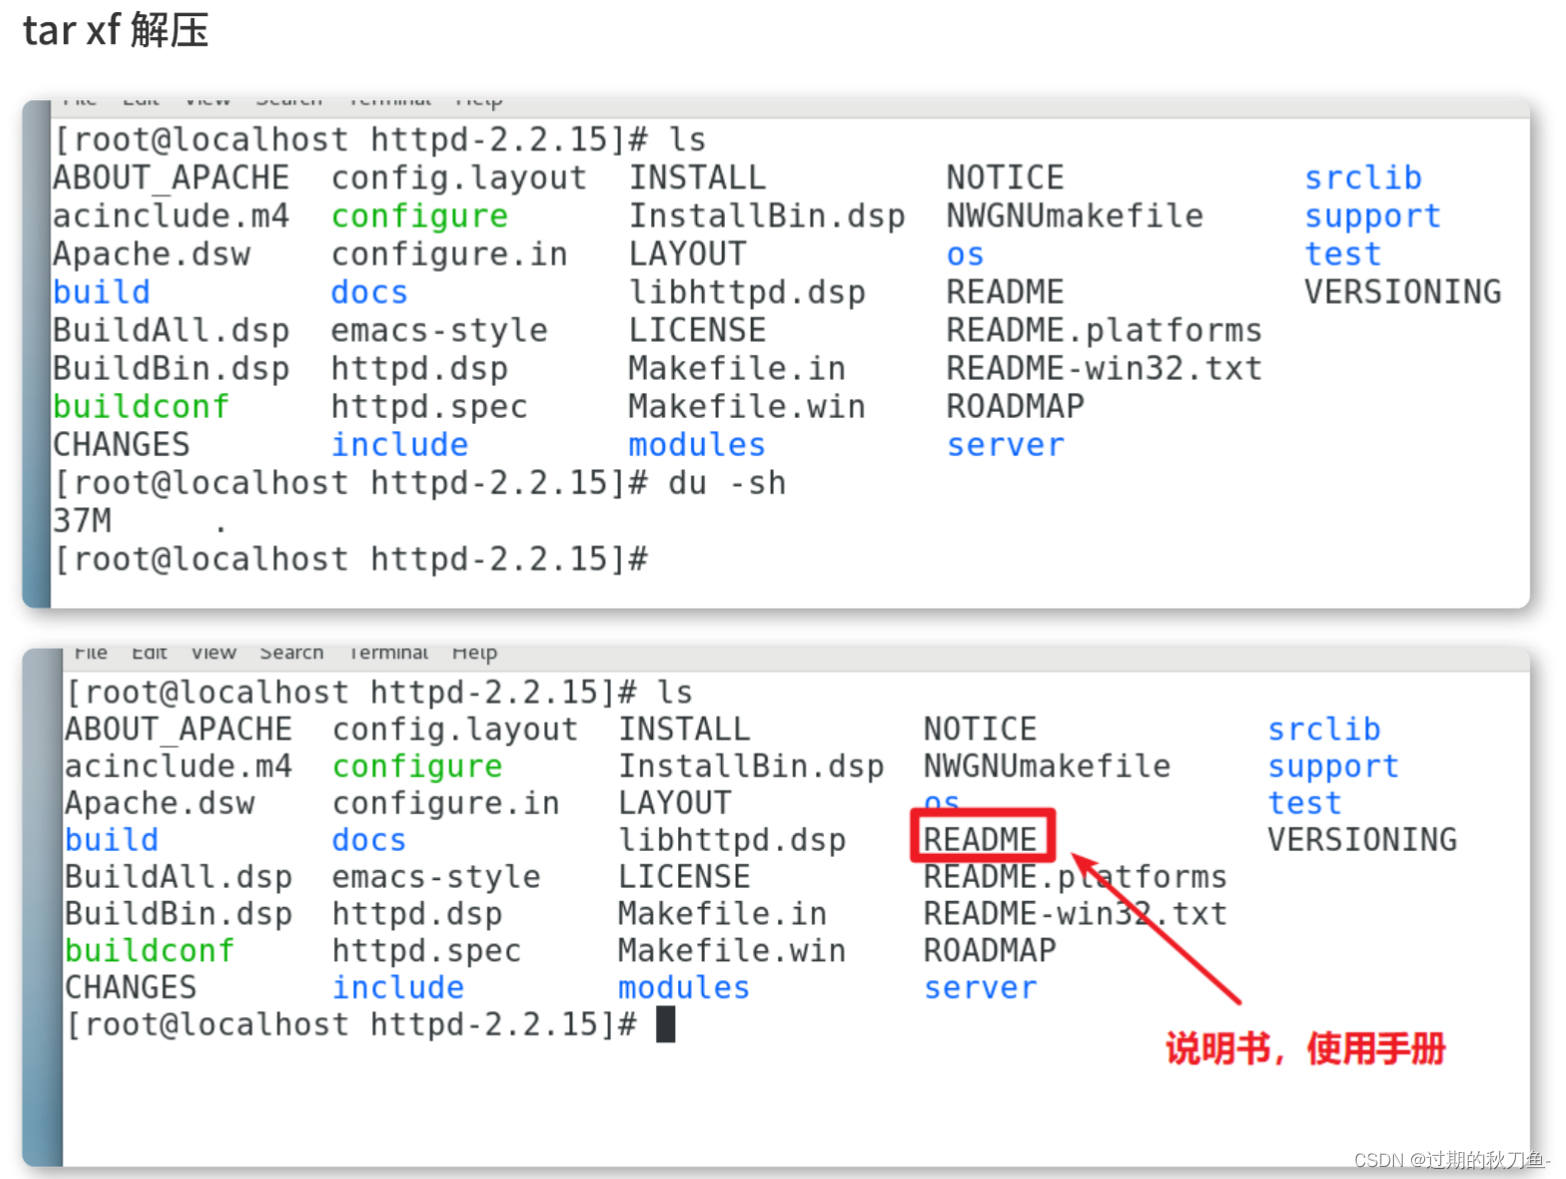 tar xf 解压
File Edit View Search Terminal Help
[root@localhost httpd-2.2.15]# ls
ABOUT_APACHE config.layout INSTALL NOTICE srclib
acinclude.m4 configure InstallBin.dsp NWGNUmakefile support
Apache.dsw configure.in LAYOUT os test
build docs libhttpd.dsp README VERSIONING
BuildAll.dsp emacs-style LICENSE README.platforms
BuildBin.dsp httpd.dsp Makefile.in README-win32.txt
buildconf httpd.spec Makefile.win ROADMAP
CHANGES include modules server
[root@localhost httpd-2.2.15]# du -sh
37M .
[root@localhost httpd-2.2.15]#
File Edit View Search Terminal Help
[root@localhost httpd-2.2.15]# ls
ABOUT_APACHE config.layout INSTALL NOTICE srclib
acinclude.m4 configure InstallBin.dsp NWGNUmakefile support
Apache.dsw configure.in LAYOUT os test
build docs libhttpd.dsp README VERSIONING
BuildAll.dsp emacs-style LICENSE README.platforms
BuildBin.dsp httpd.dsp Makefile.in README-win32.txt
buildconf httpd.spec Makefile.win ROADMAP
CHANGES include modules server
[root@localhost httpd-2.2.15]#
说明书，使用手册
CSDN @过期的秋刀鱼-